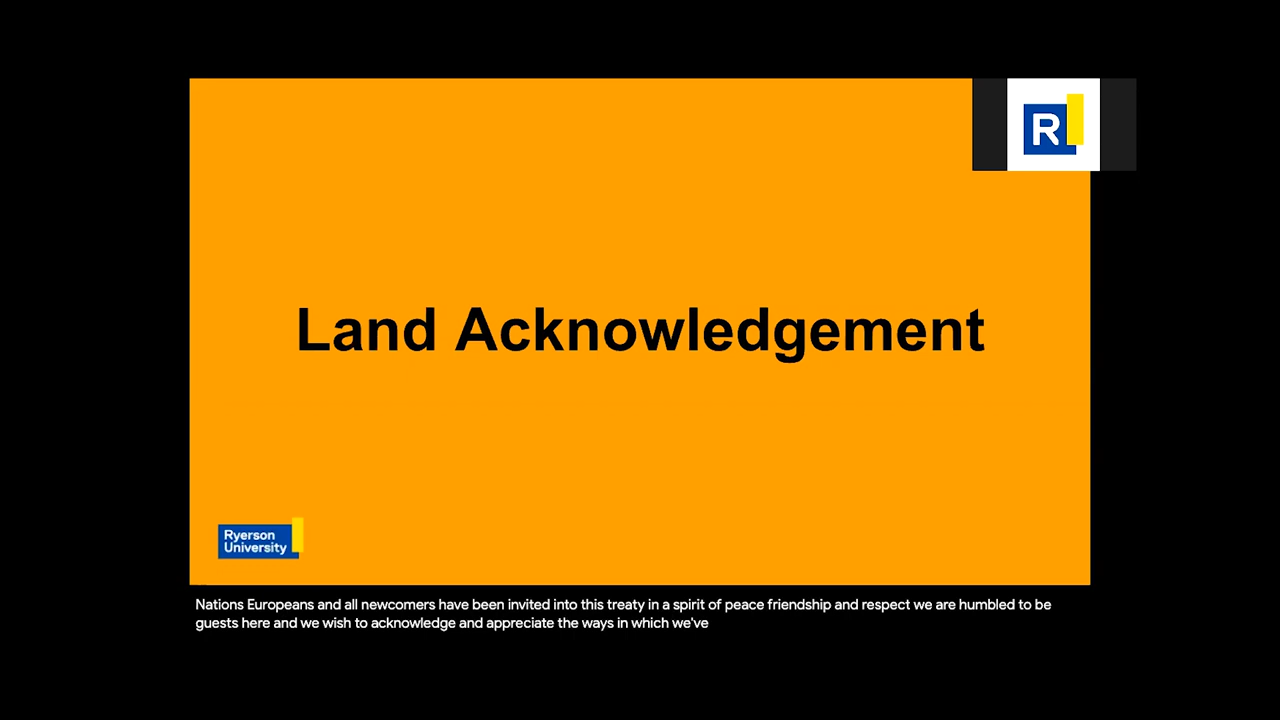 R
Land Acknowledgement
Ryerson
University
Nations Europeans and all newcomers have been invited into this treaty in a spirit of peace friendship and respect we are humbled to be
guests here and we wish to acknowledge and appreciate the ways in which we've